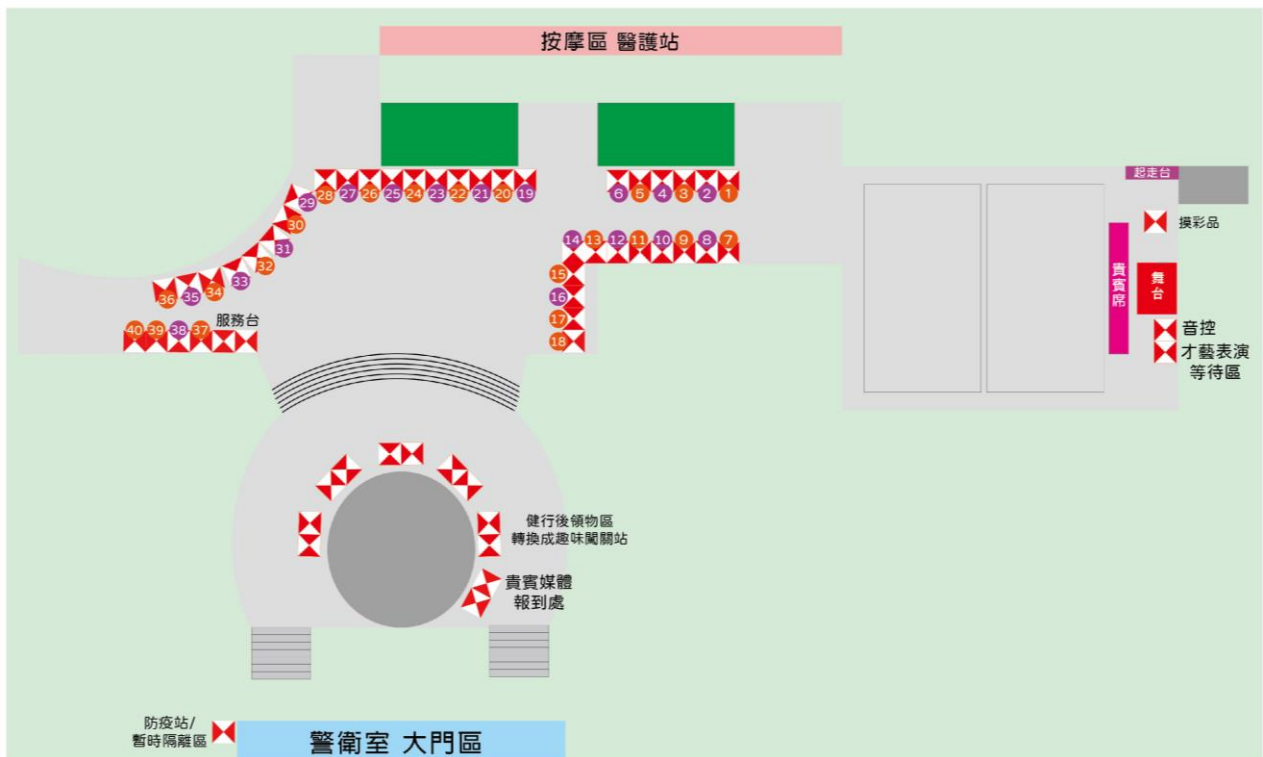 按摩區 醫護站
起走台
摸彩品
貴賓席
舞台
音控
才藝表演
等待區
28 27 26 25 24 23 22 21 20 19
6 5 4 3 2 1
29
30
31
32
33
34
35
36
14 13 12 11 10 9 8 7
15
16
17
18
服務台
40 39 38 37
健行後領物區
轉換成趣味闖關站
貴賓媒體
報到處
防疫站/
暫時隔離區
警衛室 大門區